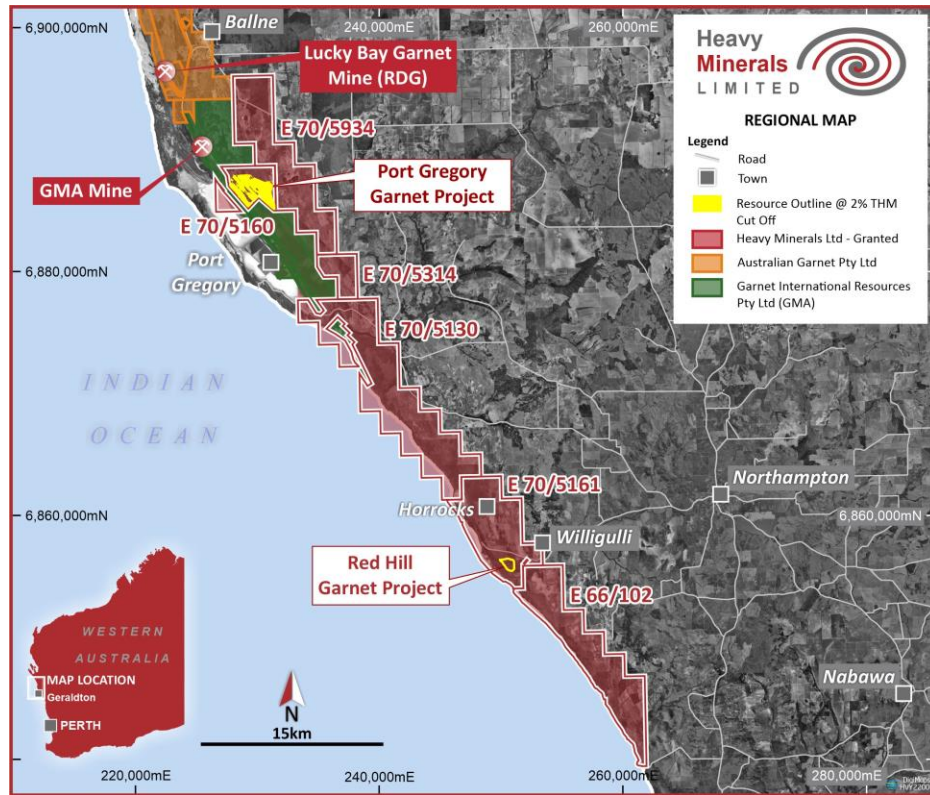 6,900,000mN
Ballne
240,000mE
260,000mE
Lucky Bay Garnet
Mine (RDG)
Heavy
Minerals
LIMITED
REGIONAL MAP
Legend
Road
Town
Resource Outline @ 2% THM
Cut Off
Heavy Minerals Ltd - Granted
Australian Garnet Pty Ltd
Garnet International Resources
Pty Ltd (GMA)
E 70/5934
GMA Mine
Port Gregory
Garnet Project
E 70/5160
Port
Gregory
6,880,000mN
E 70/5314
E 70/5130
INDIAN
OCEAN
Northampton
E 70/5161
Horrocks
6,860,000mN
6,860,000mN
Willigulli
Red Hill
Garnet Project
E 66/102
WESTERN
AUSTRALIA
MAP LOCATION
Geraldton
PERTH
N
15km
Nabawa
220,000mE
240,000mE
260,000mE
280,000mE